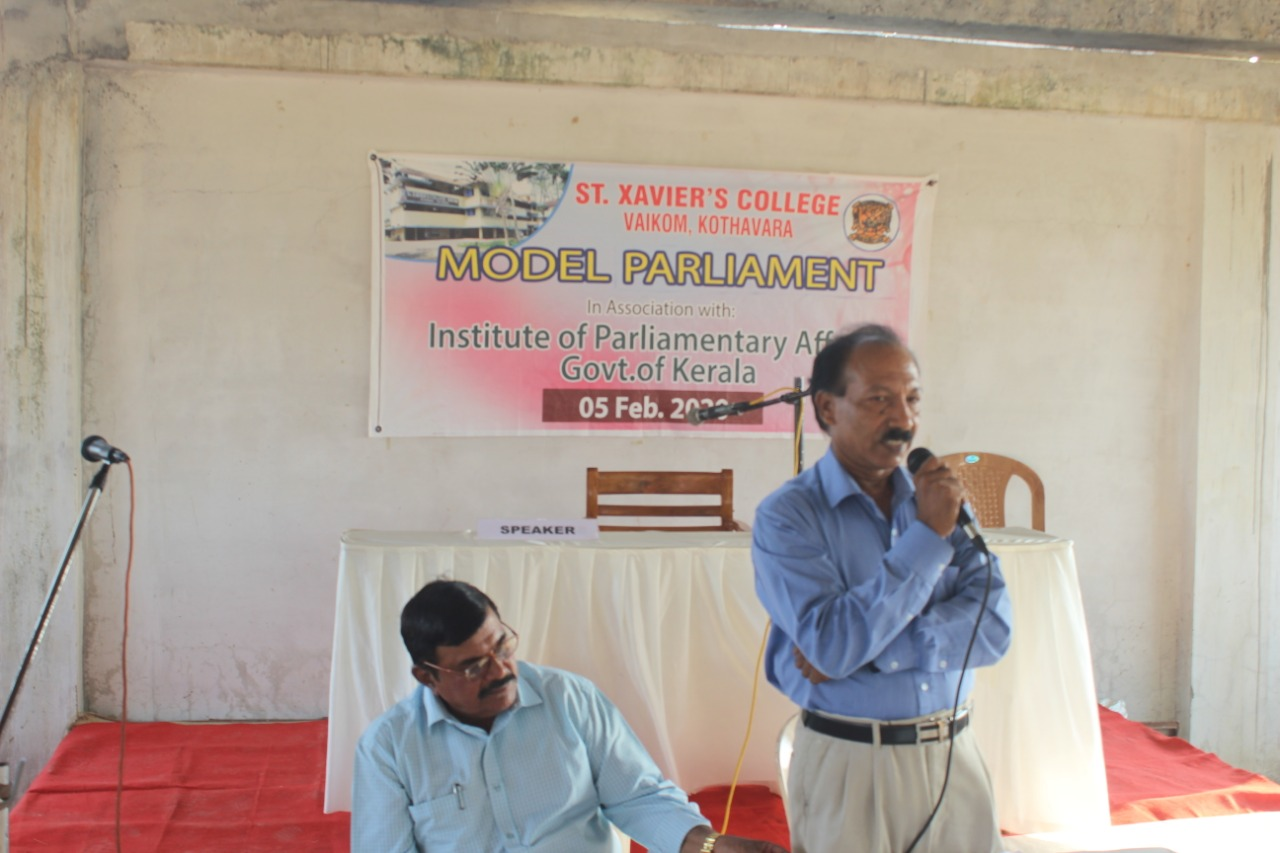 ST. XAVIER'S COLLEGE
VAIKOM, KOTHAVARA
MODEL PARLIAMENT
In Association with:
Institute of Parliamentary
Govt.of Kerala
05 Feb.
SPEAKER